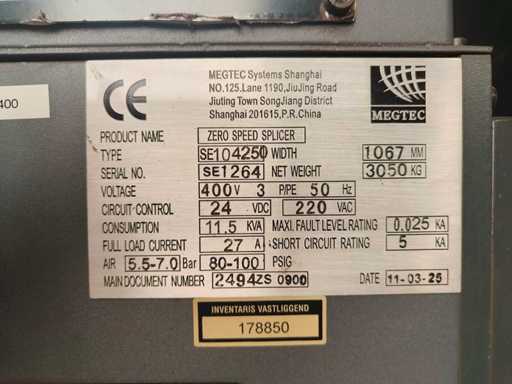 MEGTEC Systems Shanghai
NO.125.Lane 1190,JiuJing Road
Jiuting Town SongJiang District
Shanghai 201615,P.R.China
CE
MEGTEC
400
PRODUCT NAME ZERO SPEED SPLICER
TYPE SE104250 WIDTH 1067 MM
SERIAL NO. SE1264 NET WEIGHT 3050 KG
VOLTAGE 400V 3 P/PE 50 Hz
CIRCUIT-CONTROL 24 VDC 220 VAC
CONSUMPTION 11.5 KVA MAXI.FAULT LEVEL RATING 0.025 KA
FULL LOAD CURRENT 27 A SHORT CIRCUIT RATING 5 KA
AIR 5.5-7.0 Bar 80-100 PSIG
MAIN DOCUMENT NUMBER 2494ZS 0900 DATE 11-03-25
INVENTARIS VASTLIGGEND
178850